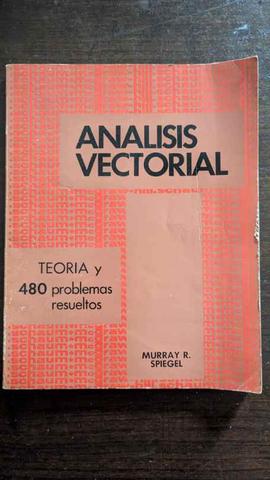 ANALISIS
VECTORIAL
TEORIA y
480 problemas
resueltos
MURRAY R.
SPIEGEL